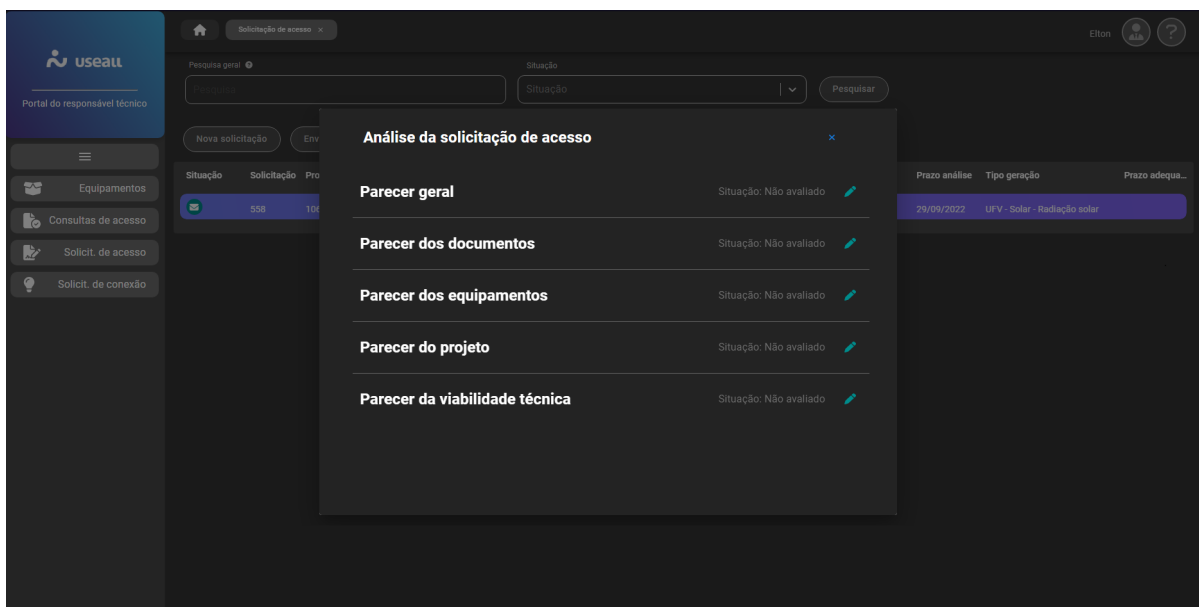 Solicitação de acesso ×
Elton
?
useall
Portal do responsável técnico
Pesquisa geral ?
Situação
Pesquisa
Situação
Pesquisar
Nova solicitação
Env
Análise da solicitação de acesso ×
Situação Solicitação Pro
Prazo análise Tipo geração Prazo adequa...
558 106
29/09/2022 UFV - Solar - Radiação solar
Equipamentos
Consultas de acesso
Solicit. de acesso
Solicit. de conexão
Parecer geral Situação: Não avaliado
Parecer dos documentos Situação: Não avaliado
Parecer dos equipamentos Situação: Não avaliado
Parecer do projeto Situação: Não avaliado
Parecer da viabilidade técnica Situação: Não avaliado